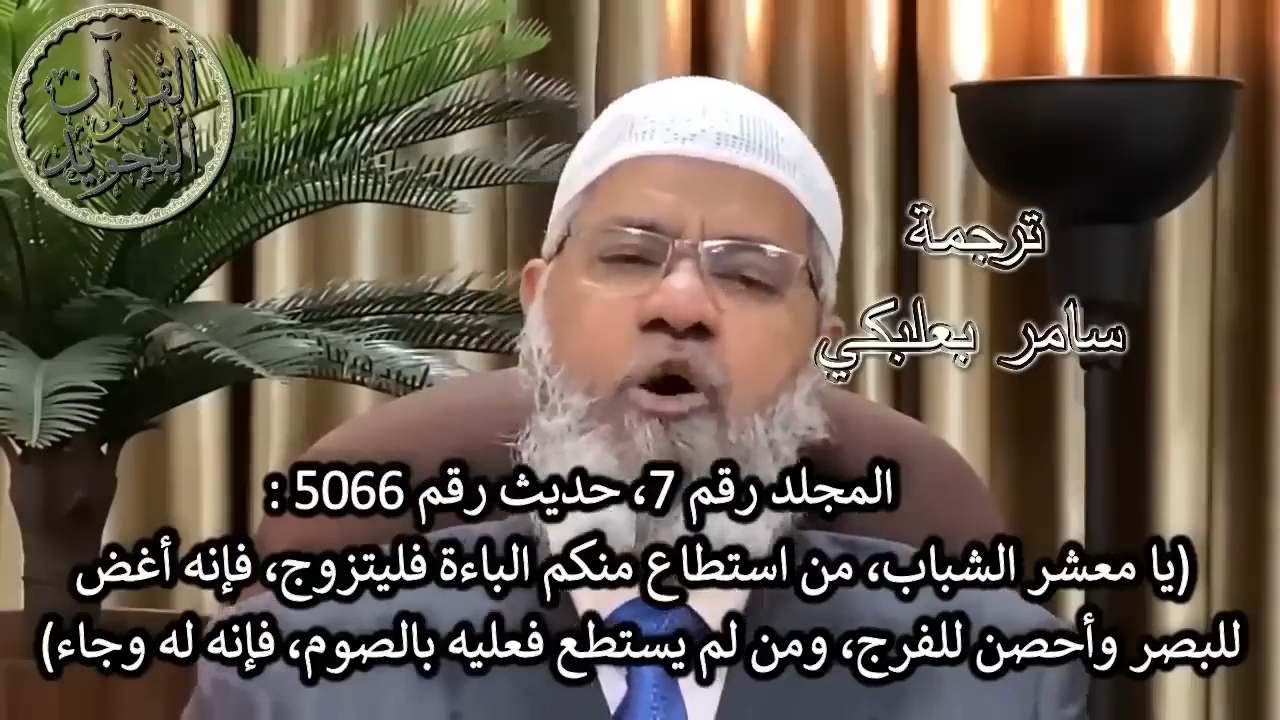 القرآن
و
التجويد
ترجمة
سامر بعلبكي
المجلد رقم 7، حديث رقم 5066 :
(يا معشر الشباب، من استطاع منكم الباءة فليتزوج، فإنه أغض
للبصر وأحصن للفرج، ومن لم يستطع فعليه بالصوم، فإنه له وجاء)